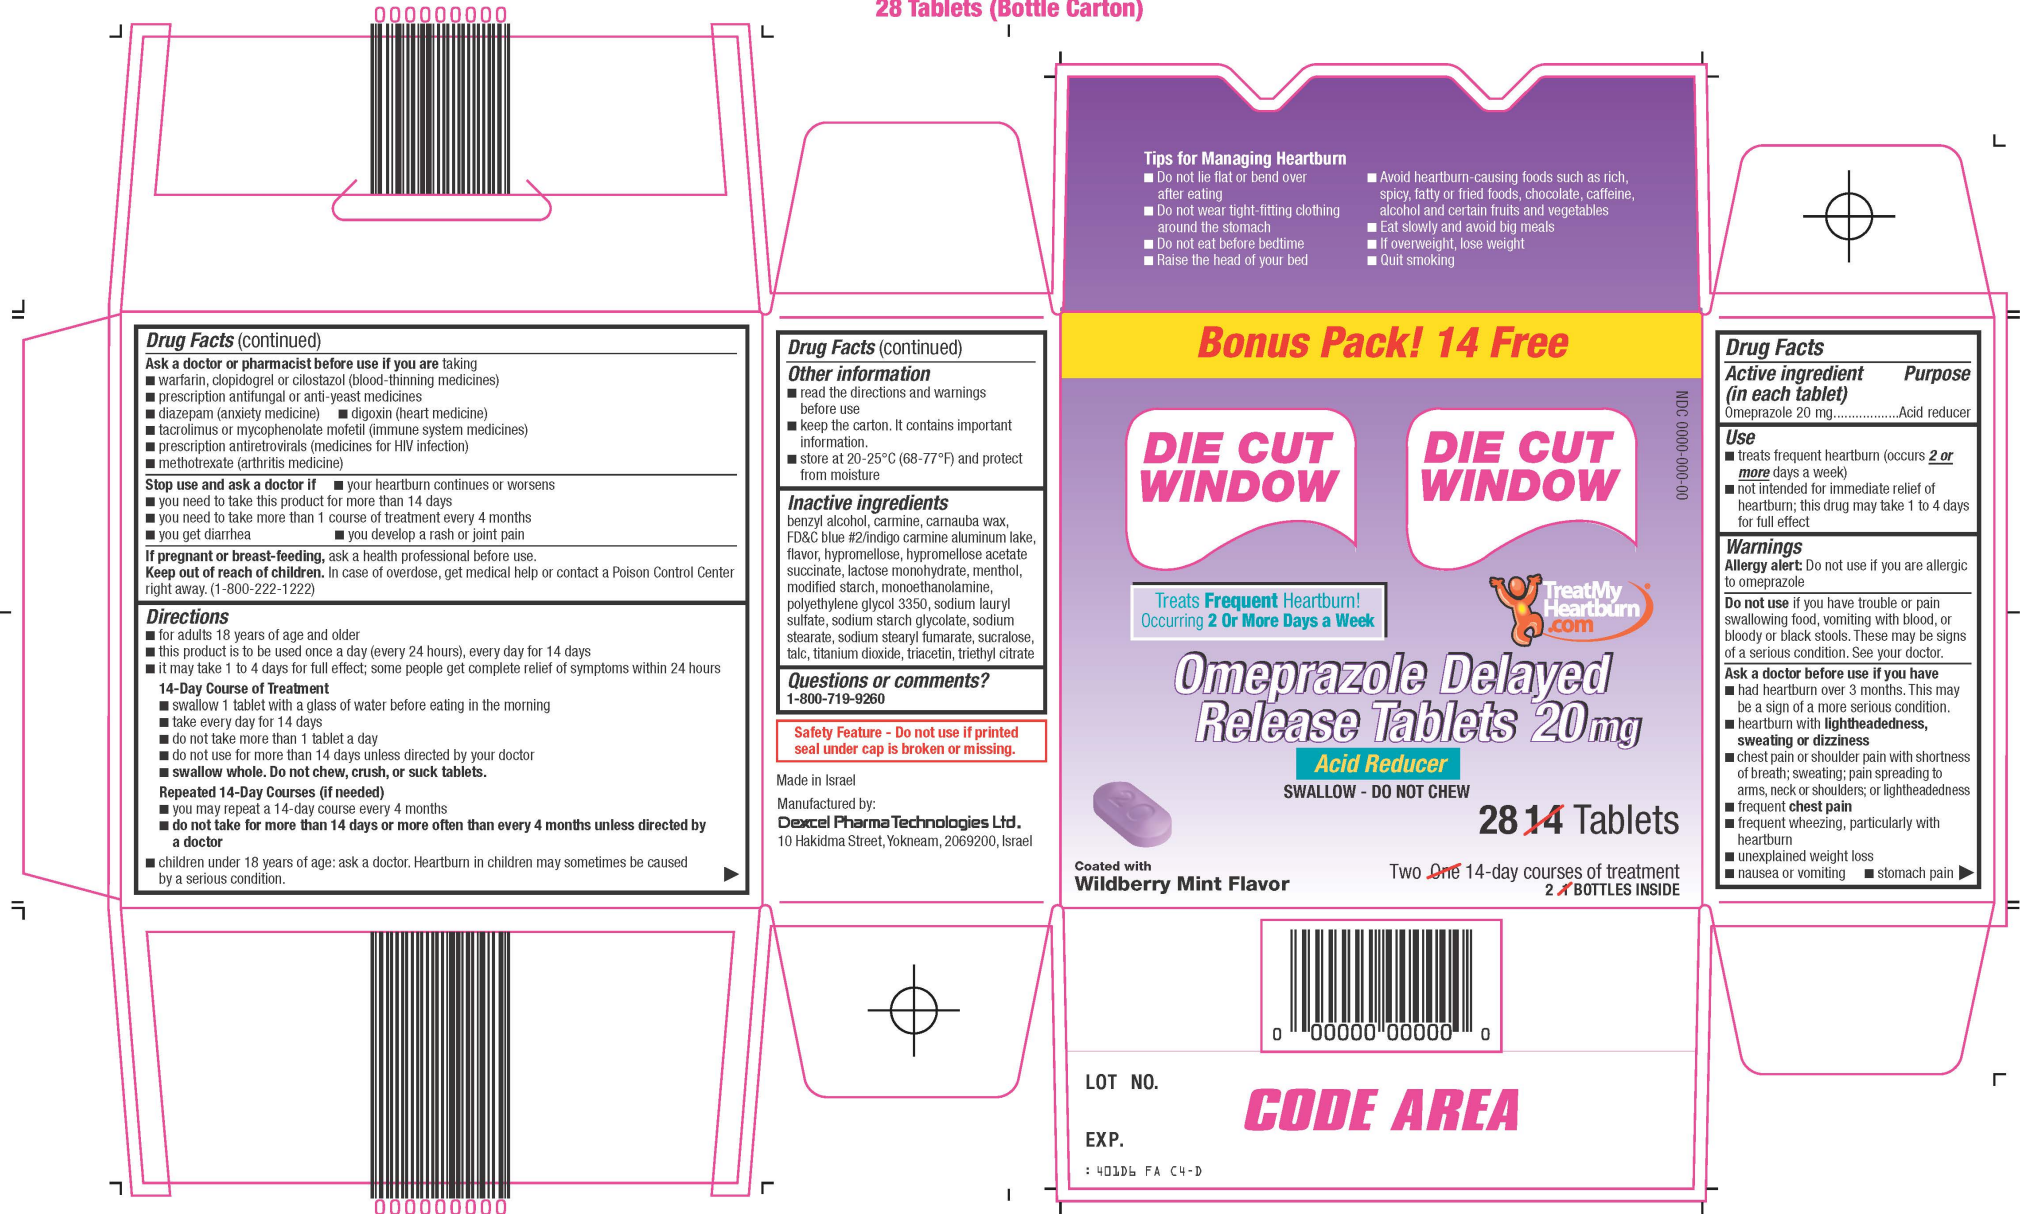 28 Tablets (Bottle Carton)
000000000
Drug Facts (continued)
Ask a doctor or pharmacist before use if you are taking
■ warfarin, clopidogrel or cilostazol (blood-thinning medicines)
■ prescription antifungal or anti-yeast medicines
■ diazepam (anxiety medicine) ■ digoxin (heart medicine)
■ tacrolimus or mycophenolate mofetil (immune system medicines)
■ prescription antiretrovirals (medicines for HIV infection)
■ methotrexate (arthritis medicine)
Stop use and ask a doctor if ■ your heartburn continues or worsens
■ you need to take this product for more than 14 days
■ you need to take more than 1 course of treatment every 4 months
■ you get diarrhea ■ you develop a rash or joint pain
If pregnant or breast-feeding, ask a health professional before use.
Keep out of reach of children. In case of overdose, get medical help or contact a Poison Control Center
right away. (1-800-222-1222)
Directions
■ for adults 18 years of age and older
■ this product is to be used once a day (every 24 hours), every day for 14 days
■ it may take 1 to 4 days for full effect; some people get complete relief of symptoms within 24 hours
14-Day Course of Treatment
■ swallow 1 tablet with a glass of water before eating in the morning
■ take every day for 14 days
■ do not take more than 1 tablet a day
■ do not use for more than 14 days unless directed by your doctor
■ swallow whole. Do not chew, crush, or suck tablets.
Repeated 14-Day Courses (if needed)
■ you may repeat a 14-day course every 4 months
■ do not take for more than 14 days or more often than every 4 months unless directed by
a doctor
■ children under 18 years of age: ask a doctor. Heartburn in children may sometimes be caused
by a serious condition.
000000000
Drug Facts (continued)
Other information
■ read the directions and warnings
before use
■ keep the carton. It contains important
information.
■ store at 20-25°C (68-77°F) and protect
from moisture
Inactive ingredients
benzyl alcohol, carmine, carnauba wax,
FD&C blue #2/indigo carmine aluminum lake,
flavor, hypromellose, hypromellose acetate
succinate, lactose monohydrate, menthol,
modified starch, monoethanolamine,
polyethylene glycol 3350, sodium lauryl
sulfate, sodium starch glycolate, sodium
stearate, sodium stearyl fumarate, sucralose,
talc, titanium dioxide, triacetin, triethyl citrate
Questions or comments?
1-800-719-9260
Safety Feature - Do not use if printed
seal under cap is broken or missing.
Made in Israel
Manufactured by:
Dexcel Pharma Technologies Ltd.
10 Hakidma Street, Yokneam, 2069200, Israel
Tips for Managing Heartburn
■ Do not lie flat or bend over
after eating
■ Do not wear tight-fitting clothing
around the stomach
■ Do not eat before bedtime
■ Raise the head of your bed
■ Avoid heartburn-causing foods such as rich,
spicy, fatty or fried foods, chocolate, caffeine,
alcohol and certain fruits and vegetables
■ Eat slowly and avoid big meals
■ If overweight, lose weight
■ Quit smoking
Bonus Pack! 14 Free
NDC 0000-000-00
DIE CUT
WINDOW
DIE CUT
WINDOW
Treats Frequent Heartburn!
Occurring 2 Or More Days a Week
TreatMy
Heartburn
.com
Omeprazole Delayed
Release Tablets 20 mg
Acid Reducer
SWALLOW - DO NOT CHEW
20
28 14 Tablets
Coated with
Wildberry Mint Flavor
Two One 14-day courses of treatment
2 1 BOTTLES INSIDE
0 00000 00000 0
LOT NO.
EXP.
CODE AREA
: 401D6 FA C4-D
Drug Facts
Active ingredient Purpose
(in each tablet)
Omeprazole 20 mg..................Acid reducer
Use
■ treats frequent heartburn (occurs 2 or
more days a week)
■ not intended for immediate relief of
heartburn; this drug may take 1 to 4 days
for full effect
Warnings
Allergy alert: Do not use if you are allergic
to omeprazole
Do not use if you have trouble or pain
swallowing food, vomiting with blood, or
bloody or black stools. These may be signs
of a serious condition. See your doctor.
Ask a doctor before use if you have
■ had heartburn over 3 months. This may
be a sign of a more serious condition.
■ heartburn with lightheadedness,
sweating or dizziness
■ chest pain or shoulder pain with shortness
of breath; sweating; pain spreading to
arms, neck or shoulders; or lightheadedness
■ frequent chest pain
■ frequent wheezing, particularly with
heartburn
■ unexplained weight loss
■ nausea or vomiting ■ stomach pain